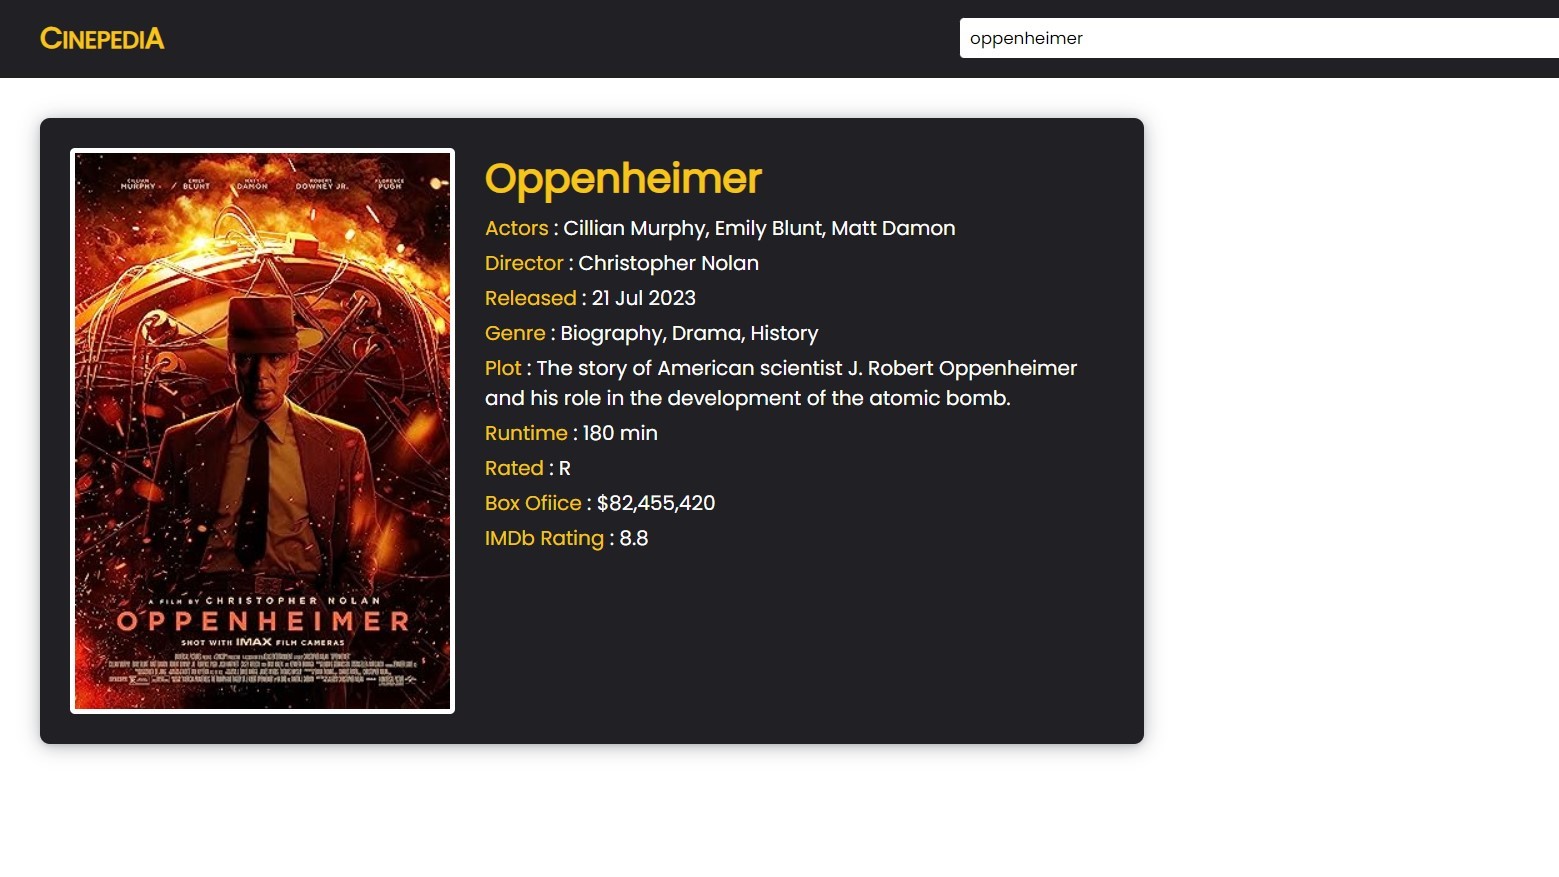 CINEPEDIA
oppenheimer
CILLIAN MURPHY EMILY BLUNT MATT DAMON ROBERT DOWNEY JR. FLORENCE PUGH
A FILM BY CHRISTOPHER NOLAN
OPPENHEIMER
SHOT WITH IMAX FILM CAMERAS
Oppenheimer
Actors : Cillian Murphy, Emily Blunt, Matt Damon
Director : Christopher Nolan
Released : 21 Jul 2023
Genre : Biography, Drama, History
Plot : The story of American scientist J. Robert Oppenheimer
and his role in the development of the atomic bomb.
Runtime : 180 min
Rated : R
Box Ofiice : $82,455,420
IMDb Rating : 8.8